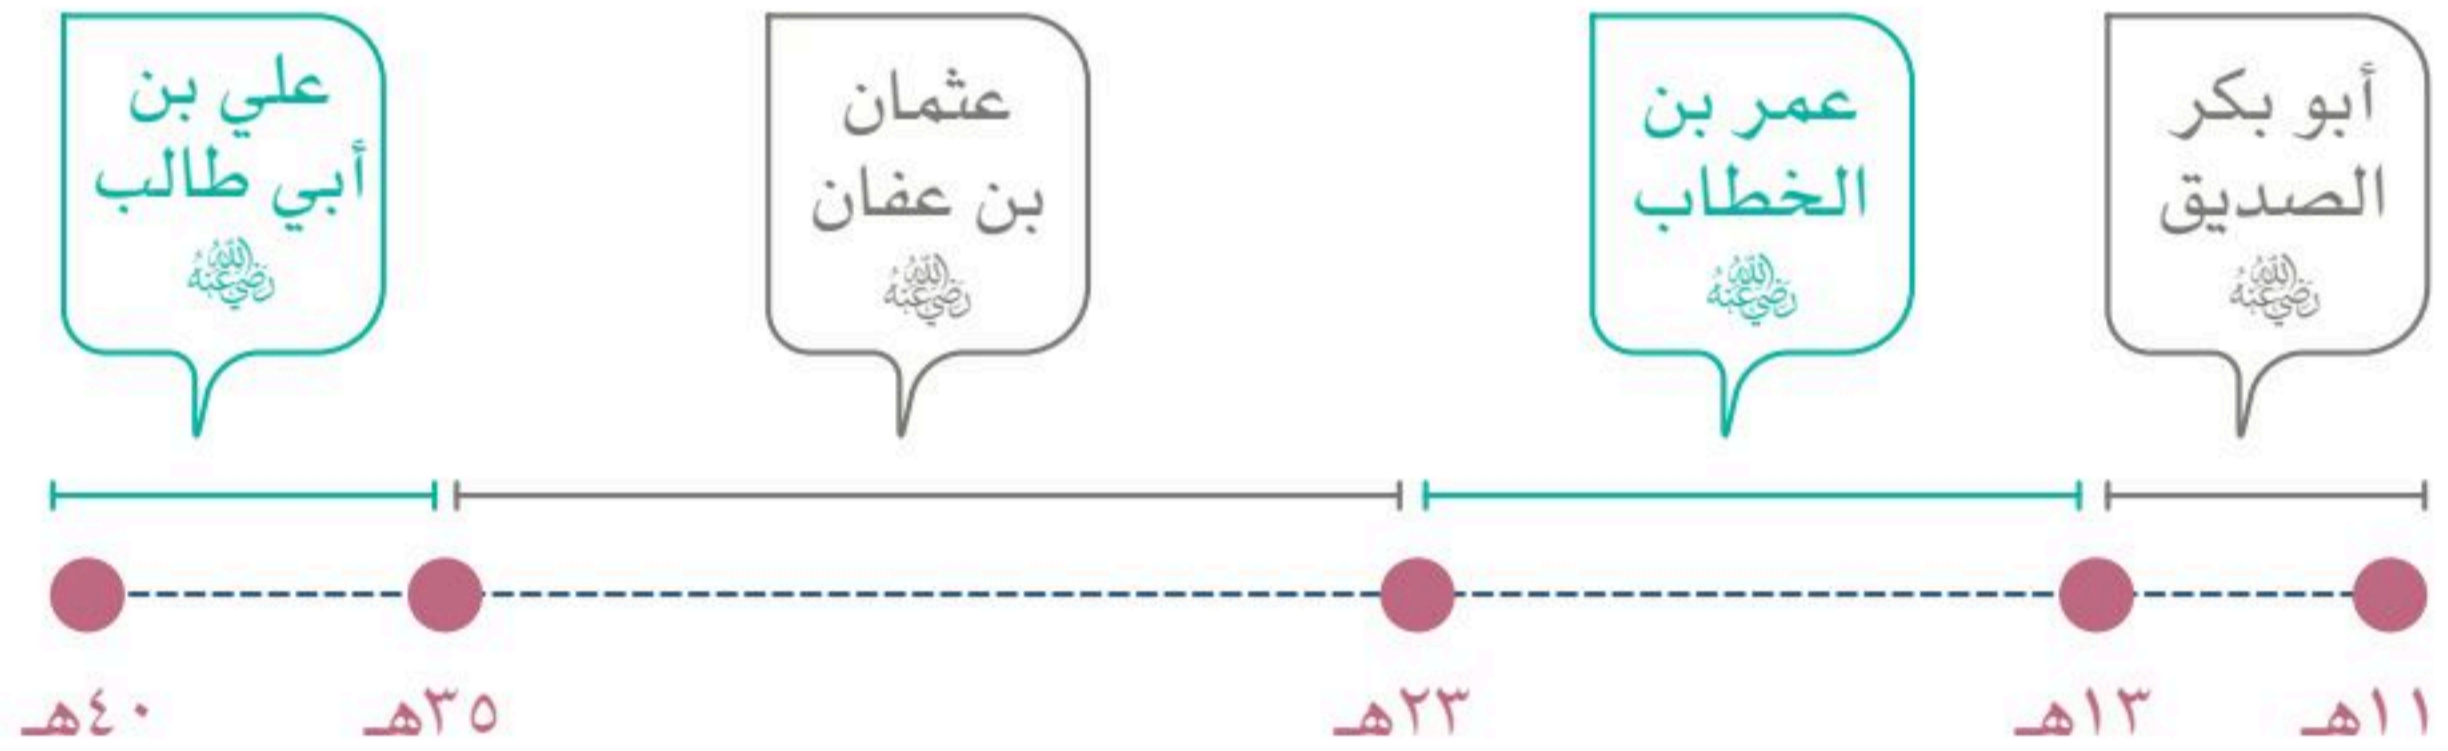 أبو بكر
الصديق
رضي الله عنه
عمر بن
الخطاب
رضي الله عنه
عثمان
بن عفان
رضي الله عنه
علي بن
أبي طالب
رضي الله عنه
١١هـ
١٣هـ
٢٣هـ
٣٥هـ
٤٠هـ